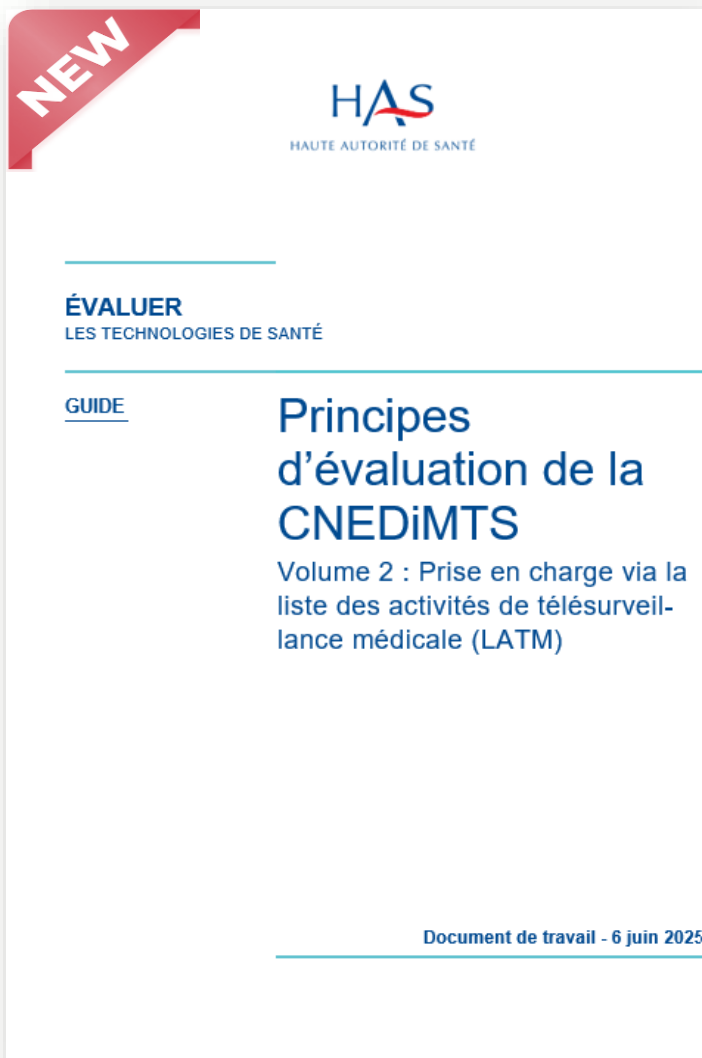 NEW
HAS
HAUTE AUTORITÉ DE SANTÉ
ÉVALUER
LES TECHNOLOGIES DE SANTÉ
GUIDE
Principes
d’évaluation de la
CNEDiMTS
Volume 2 : Prise en charge via la
liste des activités de télésurveil-
lance médicale (LATM)
Document de travail - 6 juin 2025